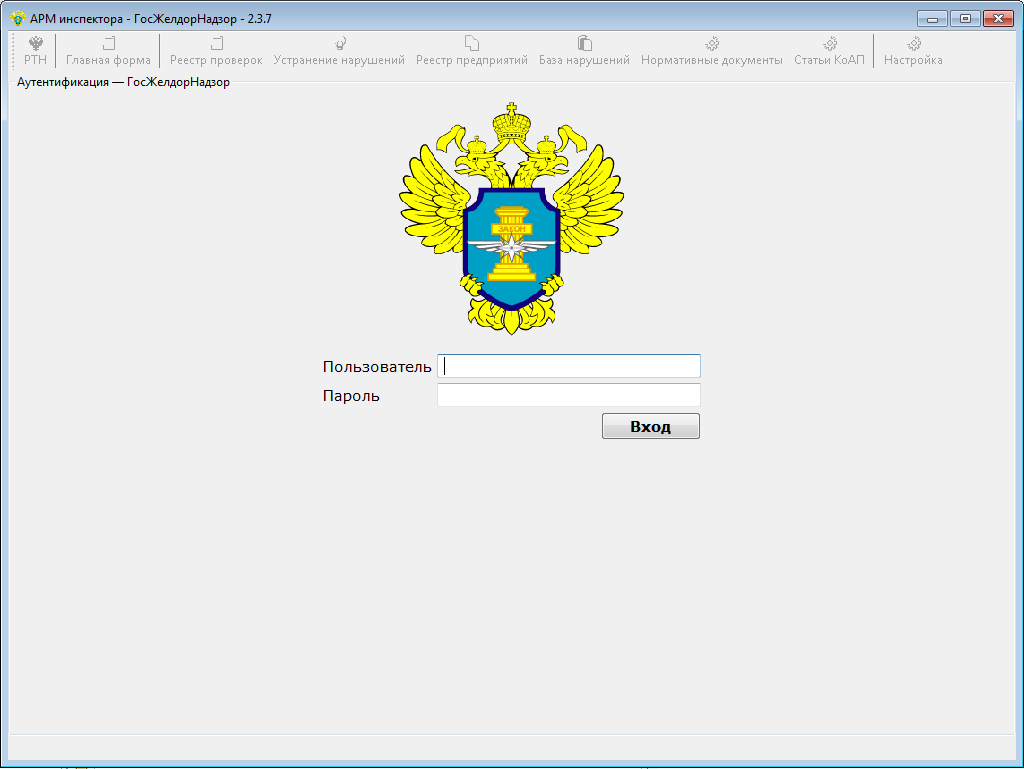 АРМ инспектора - ГосЖелдорНадзор - 2.3.7
РТН Главная форма Реестр проверок Устранение нарушений Реестр предприятий База нарушений Нормативные документы Статьи КоАП Настройка
Аутентификация — ГосЖелдорНадзор
ЗАКОН
Пользователь
Пароль
Вход